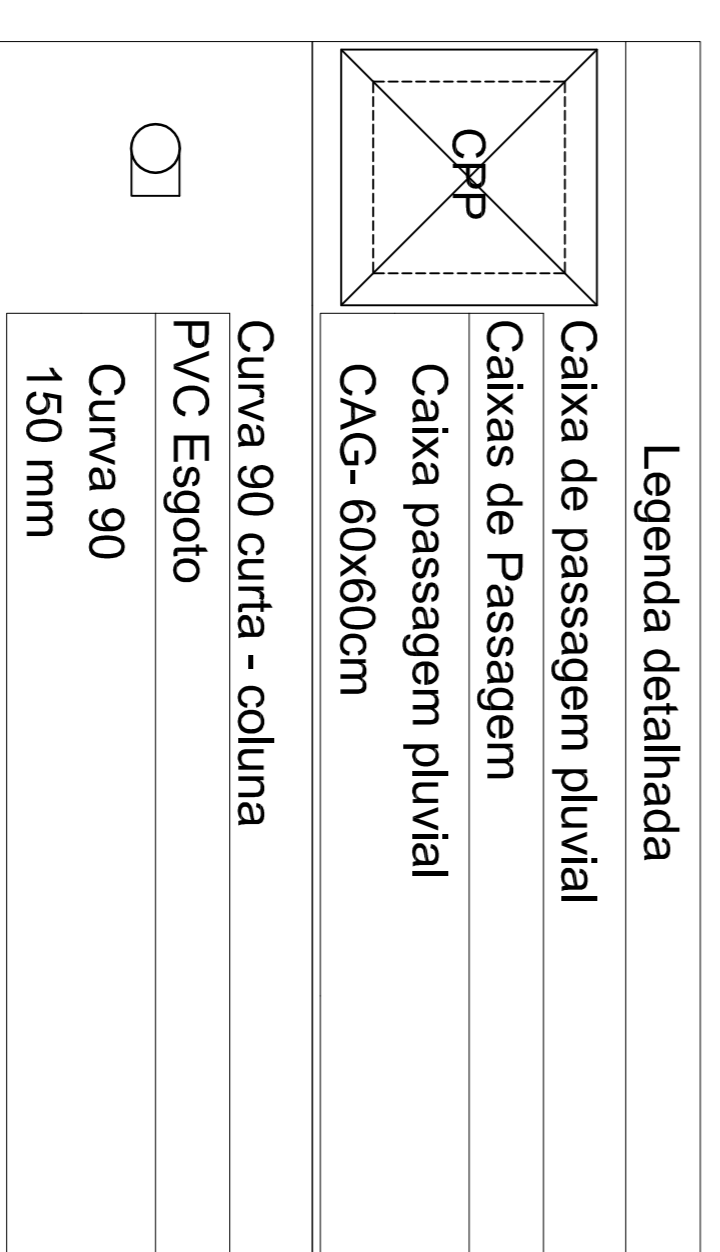 Legenda detalhada
CPP
Caixa de passagem pluvial
Caixas de Passagem
Caixa passagem pluvial
CAG- 60x60cm
Curva 90 curta - coluna
PVC Esgoto
Curva 90
150 mm